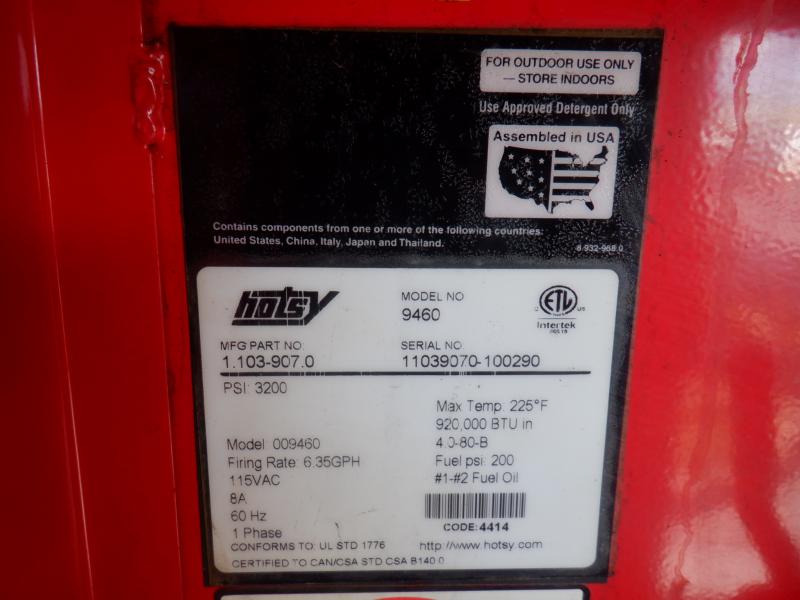 FOR OUTDOOR USE ONLY
— STORE INDOORS
Use Approved Detergent Only
Assembled in USA
Contains components from one or more of the following countries:
United States, China, Italy, Japan and Thailand.
8.932-968.0
hotsy
MODEL NO
9460
ETL
C US
Intertek
MFG PART NO:
1.103-907.0
SERIAL NO:
11039070-100290
PSI: 3200
Max Temp: 225°F
920,000 BTU in
Model: 009460
4.0-80-B
Firing Rate: 6.35GPH
Fuel psi: 200
115VAC
#1-#2 Fuel Oil
8A
60 Hz
1 Phase
CODE:4414
CONFORMS TO: UL STD 1776
http://www.hotsy.com
CERTIFIED TO CAN/CSA STD CSA B140.0